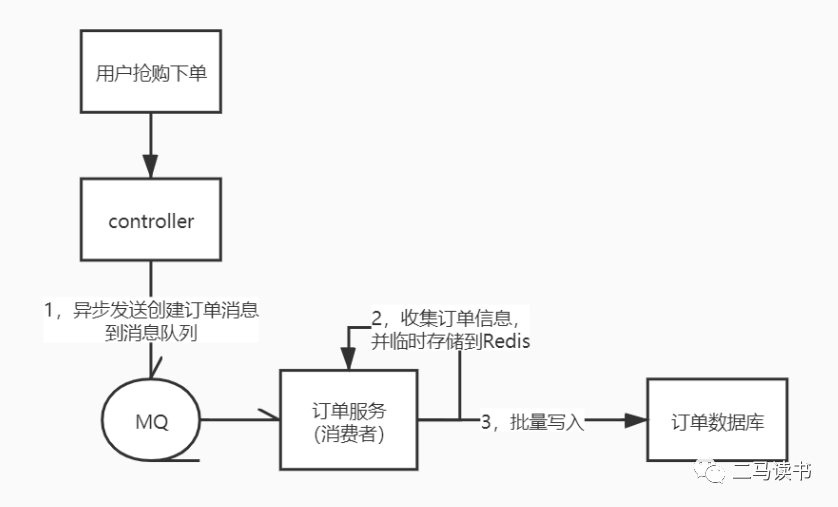 用户抢购下单
controller
1，异步发送创建订单消息
到消息队列
2，收集订单信息，
并临时存储到Redis
MQ
订单服务
（消费者）
3，批量写入
订单数据库
二马读书